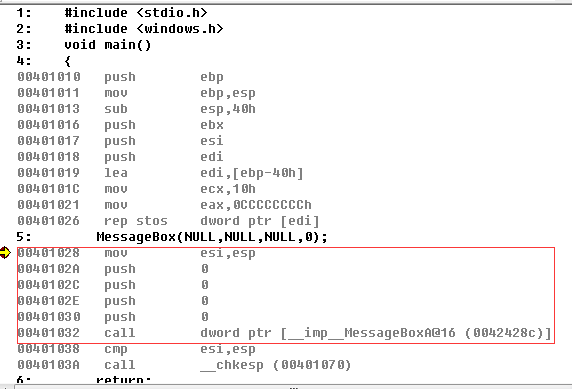 1: #include <stdio.h>
2: #include <windows.h>
3: void main()
4: {
00401010 push ebp
00401011 mov ebp,esp
00401013 sub esp,40h
00401016 push ebx
00401017 push esi
00401018 push edi
00401019 lea edi,[ebp-40h]
0040101C mov ecx,10h
00401021 mov eax,0CCCCCCCCh
00401026 rep stos dword ptr [edi]
5: MessageBox(NULL,NULL,NULL,0);
00401028 mov esi,esp
0040102A push 0
0040102C push 0
0040102E push 0
00401030 push 0
00401032 call dword ptr [__imp__MessageBoxA@16 (0042428c)]
00401038 cmp esi,esp
0040103A call __chkesp (00401070)
6: return;